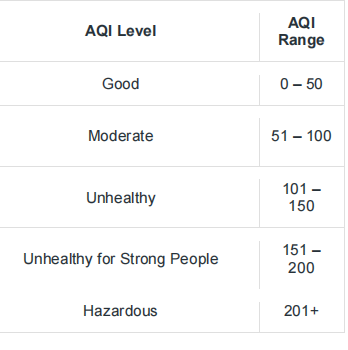 AQI Level
AQI
Range
Good
0 – 50
Moderate
51 – 100
Unhealthy
101 –
150
Unhealthy for Strong People
151 –
200
Hazardous
201+